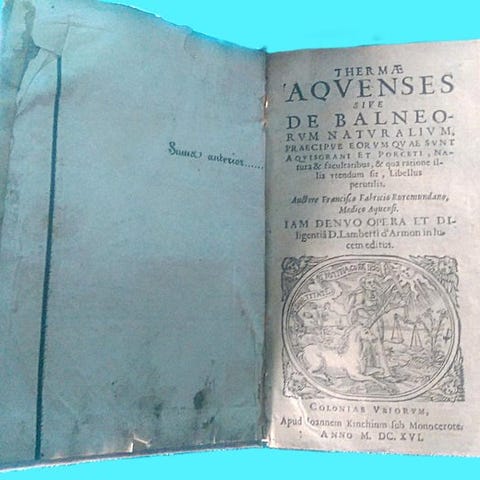 THERMÆ
AQVENSES
SIVE
DE BALNEO-
RVM NATVRALIVM,
PRAECIPVE EORVM QVAE SVNT
AQVISGRANI ET PORCETI, Na-
tura & facultatibus, & qua ratione il-
lis vtendum sit, Libellus
perutilis.
Auctore Francisco Fabricio Ruremundano,
Medico Aquensi.
IAM DENVO OPERA ET DI-
ligentiâ D. Lamberti d'Armon in lu-
cem editus.
COLONIAE VBIORVM,
Apud Ioannem Kinchium sub Monocerote
ANNO M. DC. XVI.